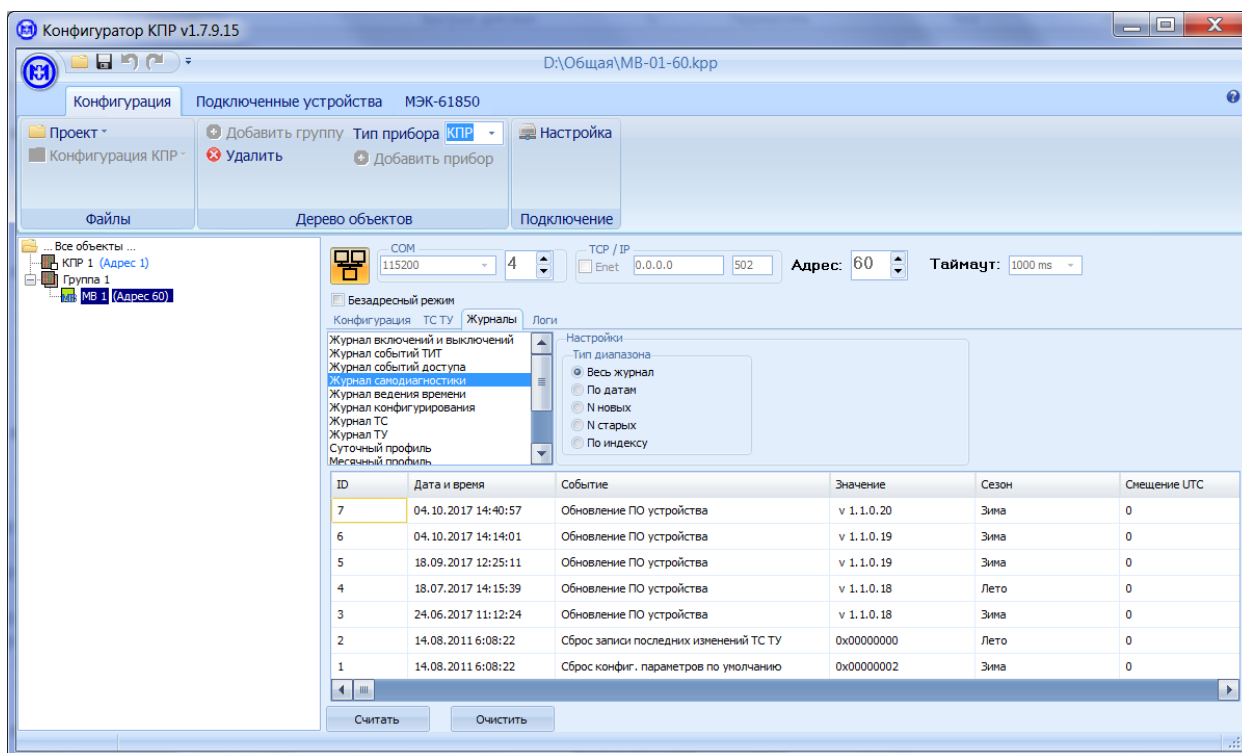 Конфигуратор КПР v1.7.9.15
D:\Общая\МВ-01-60.kpp
Конфигурация Подключенные устройства МЭК-61850
Проект Добавить группу Тип прибора КПР Настройка
Конфигурация КПР Удалить Добавить прибор
Файлы Дерево объектов Подключение
... Все объекты ...
КПР 1 (Адрес 1)
Группа 1
МВ 1 (Адрес 60)
COM TCP / IP
115200 4 Enet 0.0.0.0 502 Адрес: 60 Таймаут: 1000 ms
Безадресный режим
Конфигурация ТС ТУ Журналы Логи
Журнал включений и выключений
Журнал событий ТИТ
Журнал событий доступа
Журнал самодиагностики
Журнал ведения времени
Журнал конфигурирования
Журнал ТС
Журнал ТУ
Суточный профиль
Месячный профиль
Настройки
Тип диапазона
Весь журнал
По датам
N новых
N старых
По индексу
ID Дата и время Событие Значение Сезон Смещение UTC
7 04.10.2017 14:40:57 Обновление ПО устройства v 1.1.0.20 Зима 0
6 04.10.2017 14:14:01 Обновление ПО устройства v 1.1.0.19 Зима 0
5 18.09.2017 12:25:11 Обновление ПО устройства v 1.1.0.19 Зима 0
4 18.07.2017 14:15:39 Обновление ПО устройства v 1.1.0.18 Лето 0
3 24.06.2017 11:12:24 Обновление ПО устройства v 1.1.0.18 Зима 0
2 14.08.2011 6:08:22 Сброс записи последних изменений ТС ТУ 0x00000000 Лето 0
1 14.08.2011 6:08:22 Сброс конфиг. параметров по умолчанию 0x00000002 Зима 0
Считать Очистить